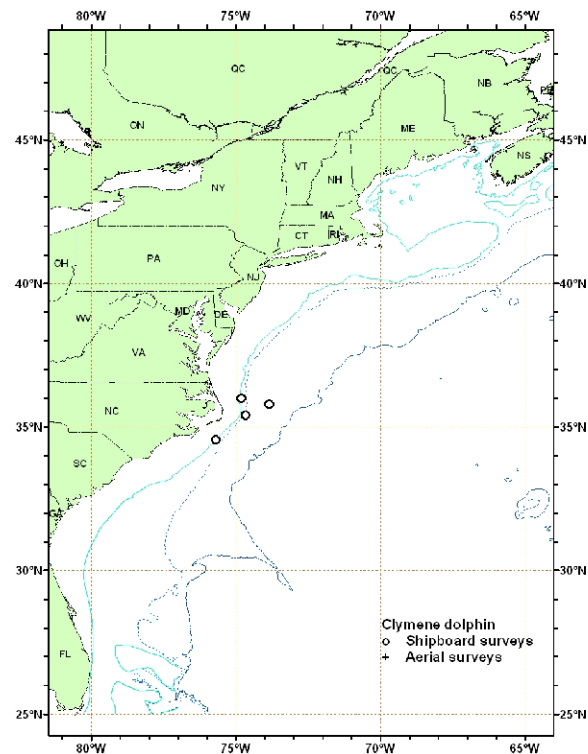 80°W 75°W 70°W 65°W
QC QC NB
PE
ON ME
45°N 45°N
NS
VT
NH
NY
MA
CT RI
OH PA
NJ
40°N 40°N
MD DE
WV
VA
35°N 35°N
NC
SC
GA
30°N 30°N
Clymene dolphin
Shipboard surveys
FL
Aerial surveys
25°N 25°N
80°W 75°W 70°W 65°W